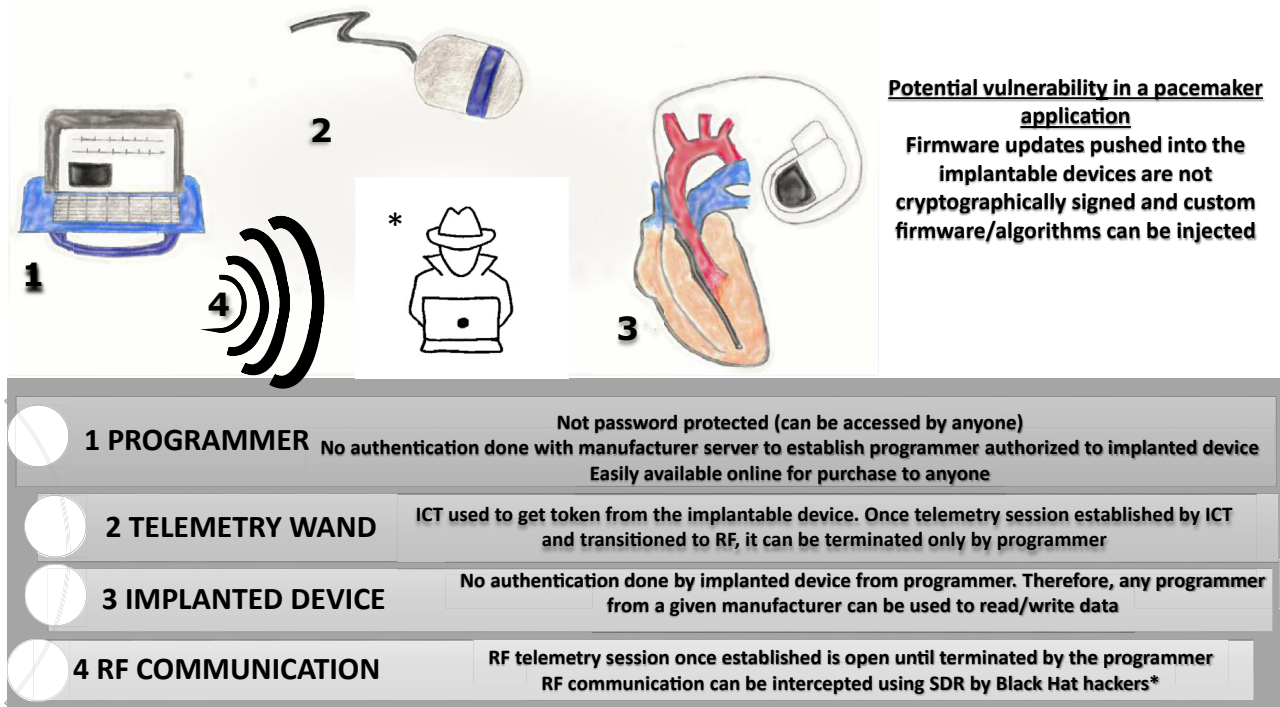 Potential vulnerability in a pacemaker
application
Firmware updates pushed into the
implantable devices are not
cryptographically signed and custom
firmware/algorithms can be injected
2
*
1
4
3
1 PROGRAMMER
Not password protected (can be accessed by anyone)
No authentication done with manufacturer server to establish programmer authorized to implanted device
Easily available online for purchase to anyone
2 TELEMETRY WAND
ICT used to get token from the implantable device. Once telemetry session established by ICT
and transitioned to RF, it can be terminated only by programmer
3 IMPLANTED DEVICE
No authentication done by implanted device from programmer. Therefore, any programmer
from a given manufacturer can be used to read/write data
4 RF COMMUNICATION
RF telemetry session once established is open until terminated by the programmer
RF communication can be intercepted using SDR by Black Hat hackers*